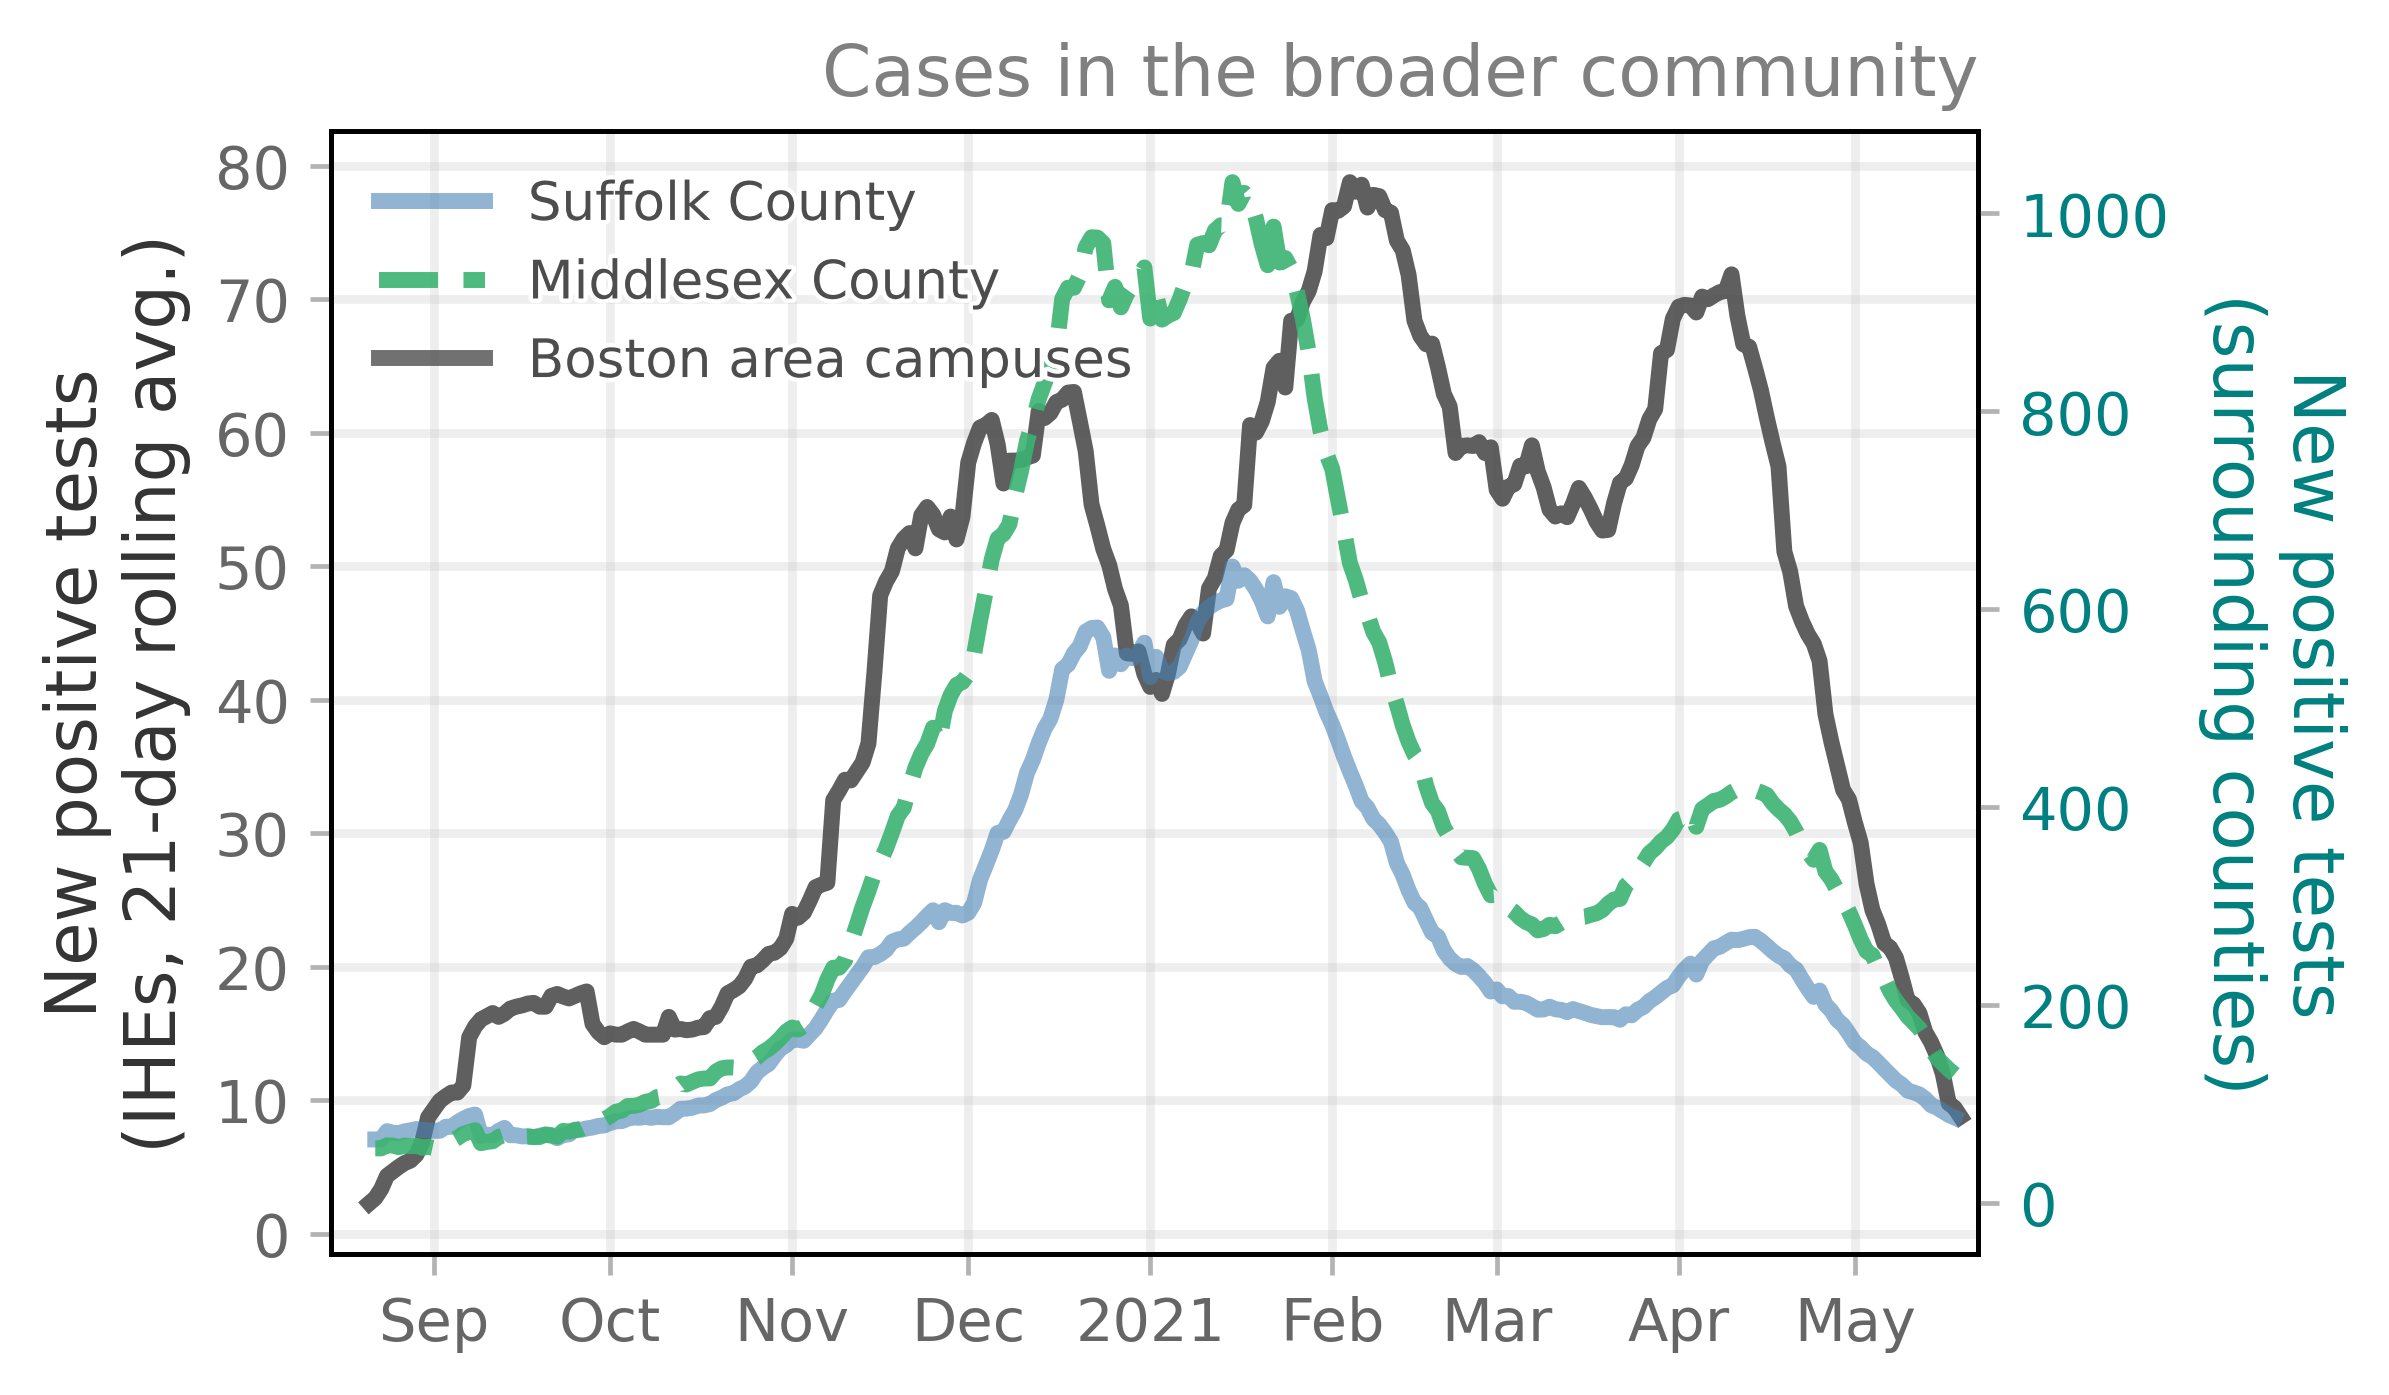 Cases in the broader community
Suffolk County
Middlesex County
Boston area campuses
New positive tests
(IHEs, 21-day rolling avg.)
80
70
60
50
40
30
20
10
0
1000
800
600
400
200
0
New positive tests
(surrounding counties)
Sep Oct Nov Dec 2021 Feb Mar Apr May